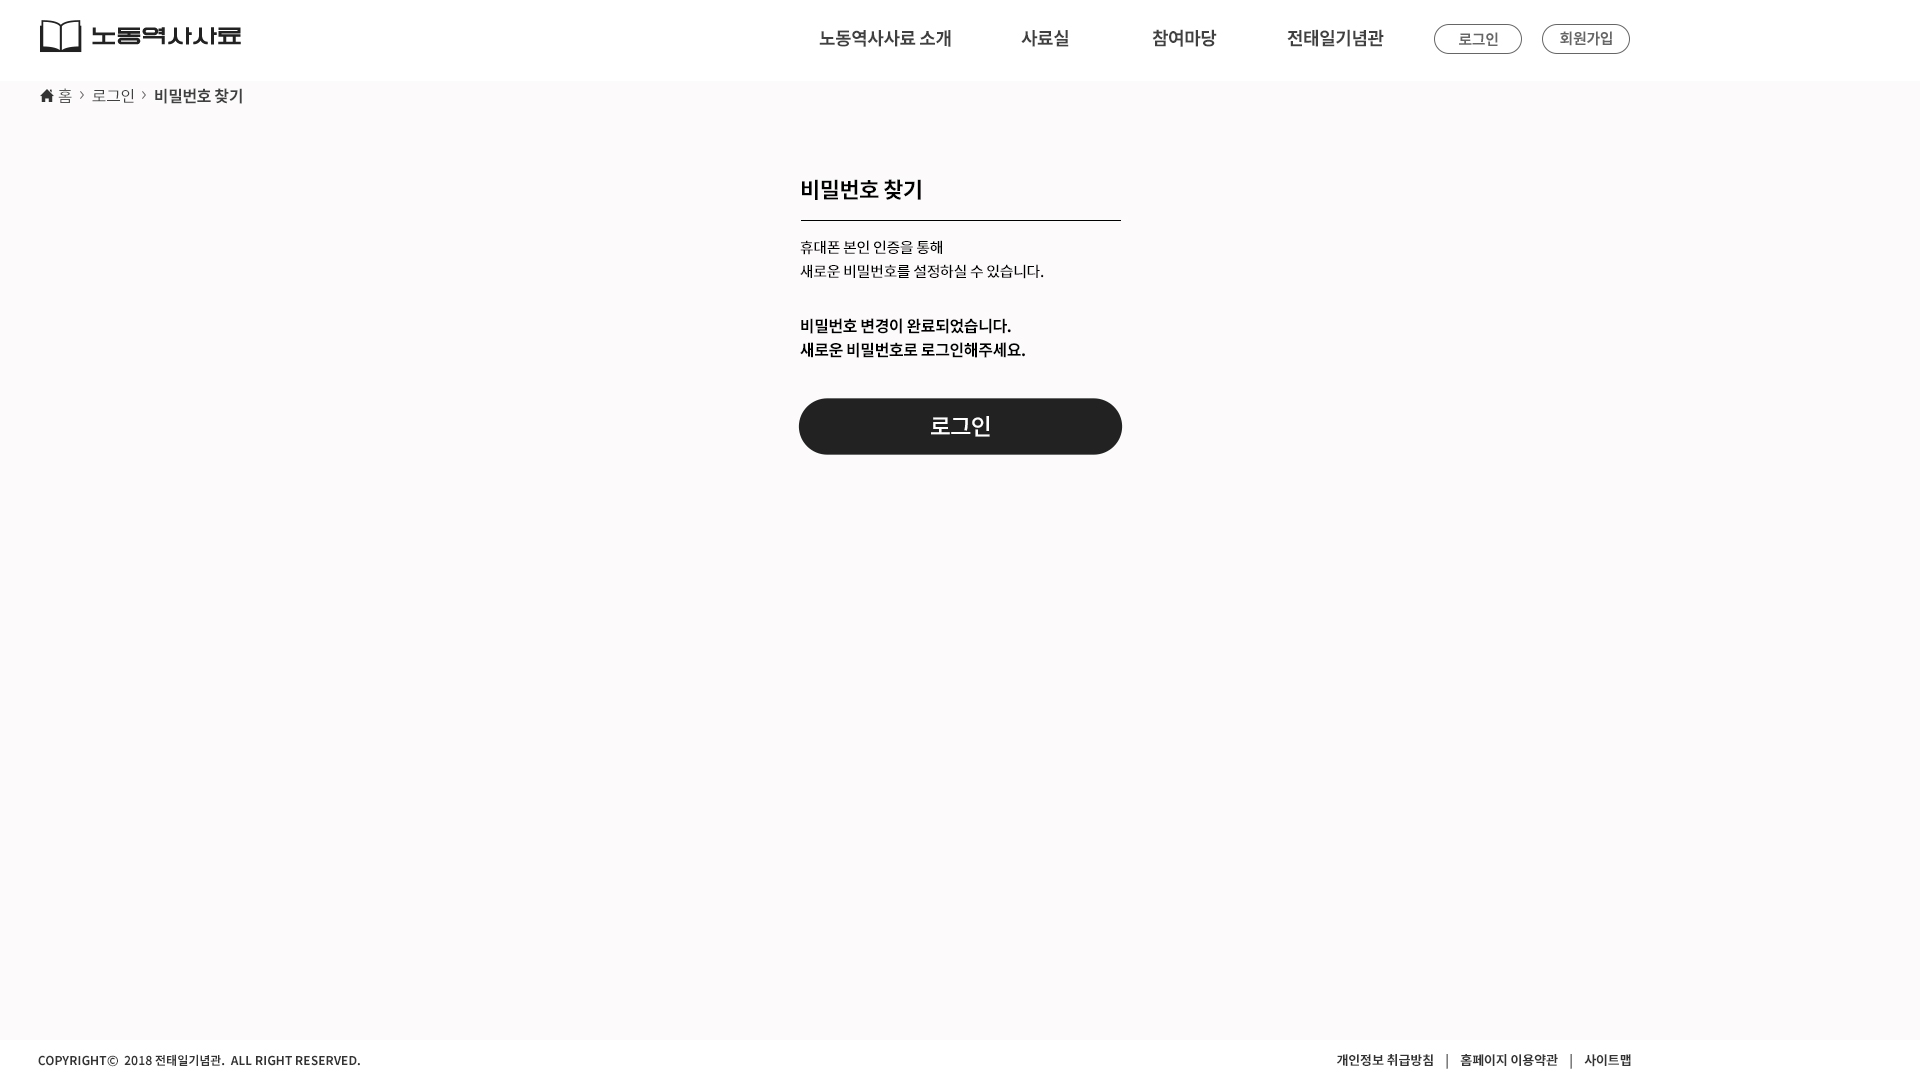 노동역사사료
노동역사사료 소개
사료실
참여마당
전태일기념관
로그인
회원가입
홈 > 로그인 > 비밀번호 찾기
비밀번호 찾기
휴대폰 본인 인증을 통해
새로운 비밀번호를 설정하실 수 있습니다.
비밀번호 변경이 완료되었습니다.
새로운 비밀번호로 로그인해주세요.
로그인
COPYRIGHT© 2018 전태일기념관. ALL RIGHT RESERVED.
개인정보 취급방침 | 홈페이지 이용약관 | 사이트맵